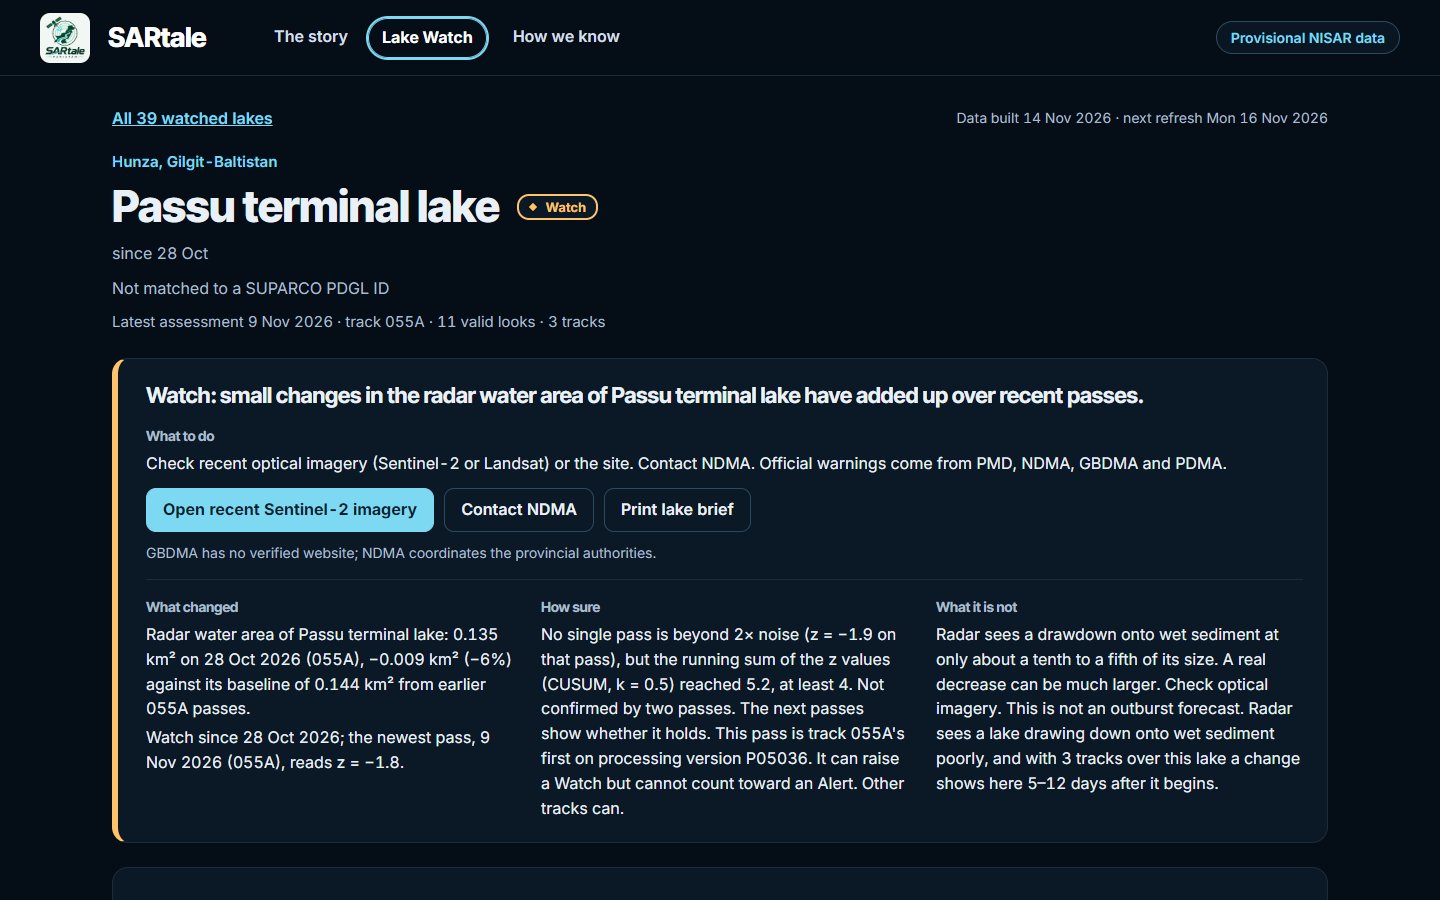 SARtale
SARtale
The story
Lake Watch
How we know
Provisional NISAR data
All 39 watched lakes
Data built 14 Nov 2026 · next refresh Mon 16 Nov 2026
Hunza, Gilgit-Baltistan
Passu terminal lake
Watch
since 28 Oct
Not matched to a SUPARCO PDGL ID
Latest assessment 9 Nov 2026 · track 055A · 11 valid looks · 3 tracks
Watch: small changes in the radar water area of Passu terminal lake have added up over recent passes.
What to do
Check recent optical imagery (Sentinel-2 or Landsat) or the site. Contact NDMA. Official warnings come from PMD, NDMA, GBDMA and PDMA.
Open recent Sentinel-2 imagery
Contact NDMA
Print lake brief
GBDMA has no verified website; NDMA coordinates the provincial authorities.
What changed
Radar water area of Passu terminal lake: 0.135
km² on 28 Oct 2026 (055A), −0.009 km² (−6%)
against its baseline of 0.144 km² from earlier
055A passes.
Watch since 28 Oct 2026; the newest pass, 9
Nov 2026 (055A), reads z = −1.8.
How sure
No single pass is beyond 2× noise (z = −1.9 on
that pass), but the running sum of the z values
(CUSUM, k = 0.5) reached 5.2, at least 4. Not
confirmed by two passes. The next passes
show whether it holds. This pass is track 055A's
first on processing version P05036. It can raise
a Watch but cannot count toward an Alert. Other
tracks can.
What it is not
Radar sees a drawdown onto wet sediment at
only about a tenth to a fifth of its size. A real
decrease can be much larger. Check optical
imagery. This is not an outburst forecast. Radar
sees a lake drawing down onto wet sediment
poorly, and with 3 tracks over this lake a change
shows here 5–12 days after it begins.